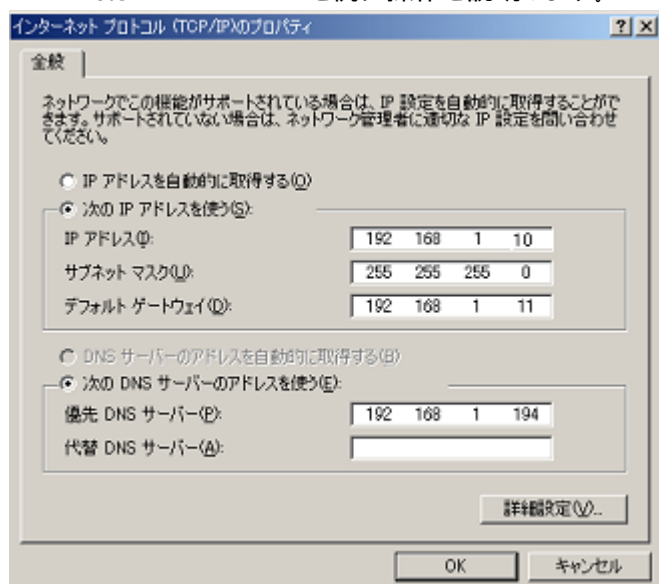 インターネット プロトコル (TCP/IP)のプロパティ
全般
ネットワークでこの機能がサポートされている場合は、IP 設定を自動的に取得することがで
きます。サポートされていない場合は、ネットワーク管理者に適切な IP 設定を問い合わせ
てください。
IP アドレスを自動的に取得する(O)
次の IP アドレスを使う(S):
IP アドレス(I): 192 168 1 10
サブネット マスク(U): 255 255 255 0
デフォルト ゲートウェイ(D): 192 168 1 11
DNS サーバーのアドレスを自動的に取得する(B)
次の DNS サーバーのアドレスを使う(E):
優先 DNS サーバー(P): 192 168 1 194
代替 DNS サーバー(A):
詳細設定(V)...
OK キャンセル